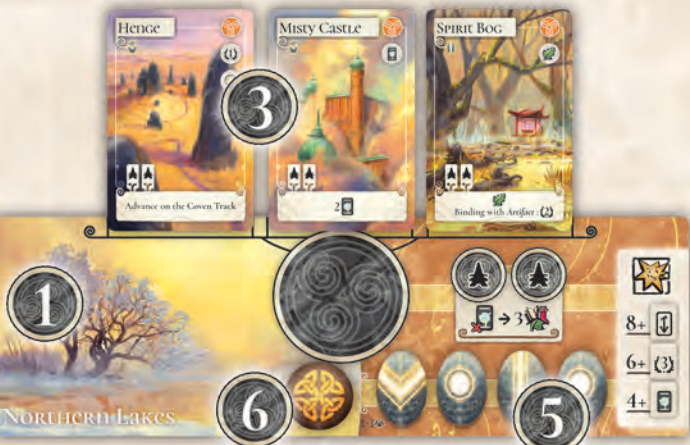 Henge
Misty Castle
Spirit Bog
(1)
3
Advance on the Coven Track
2
Binding with Artifact: (2)
1
→ 3
8+
6+ (3)
4+
Northern Lakes
6
5